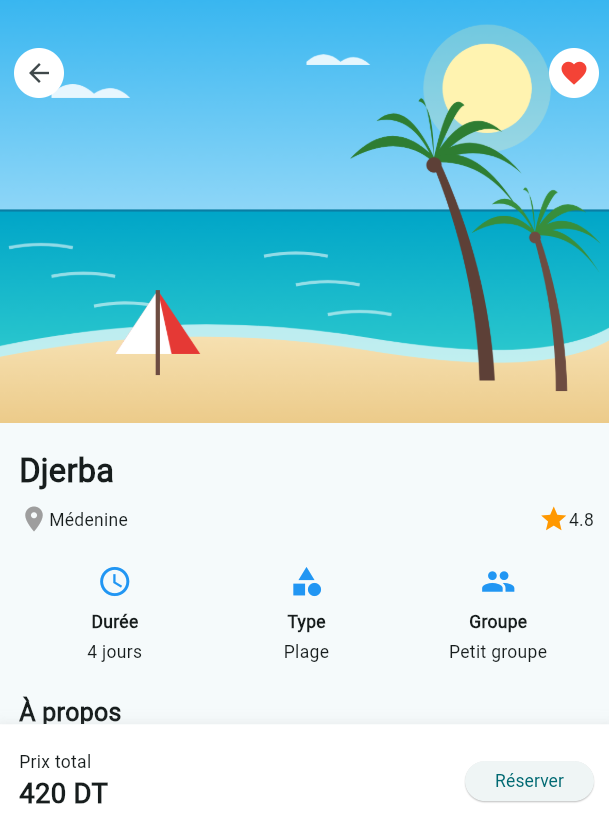 Djerba
Médenine
4.8
Durée
Type
Groupe
4 jours
Plage
Petit groupe
À propos
Prix total
420 DT
Réserver